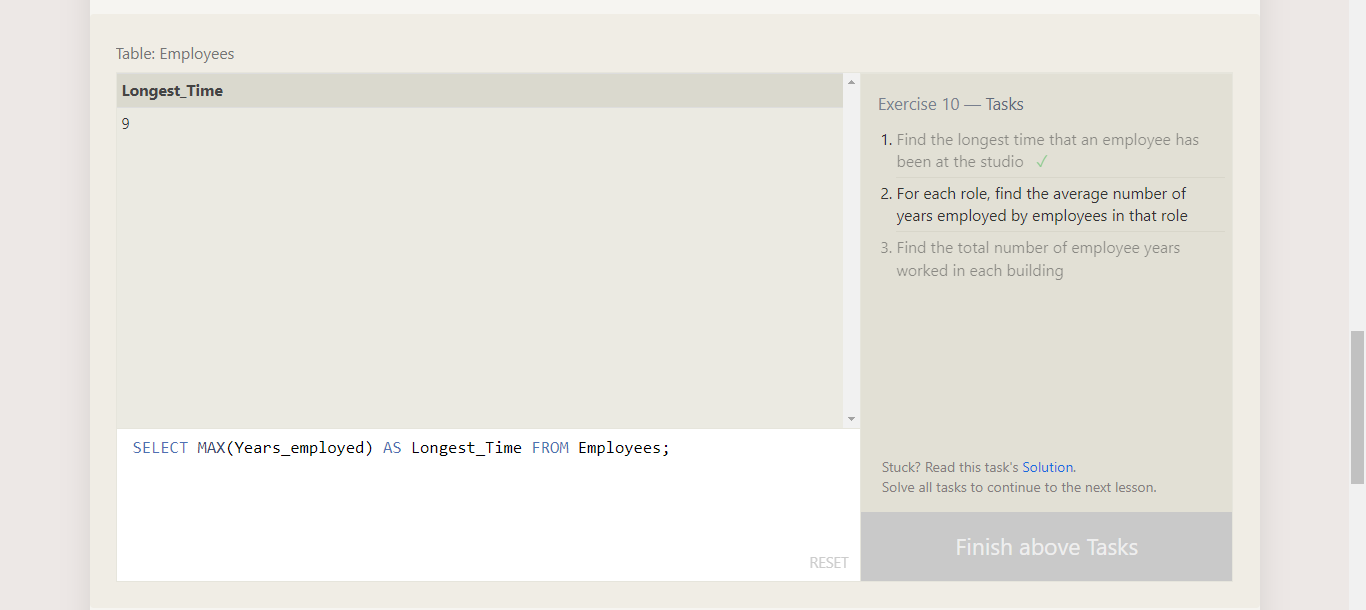 Table: Employees
Longest_Time
9
SELECT MAX(Years_employed) AS Longest_Time FROM Employees;
RESET
Exercise 10 — Tasks
1. Find the longest time that an employee has
been at the studio ✓
2. For each role, find the average number of
years employed by employees in that role
3. Find the total number of employee years
worked in each building
Stuck? Read this task's Solution.
Solve all tasks to continue to the next lesson.
Finish above Tasks